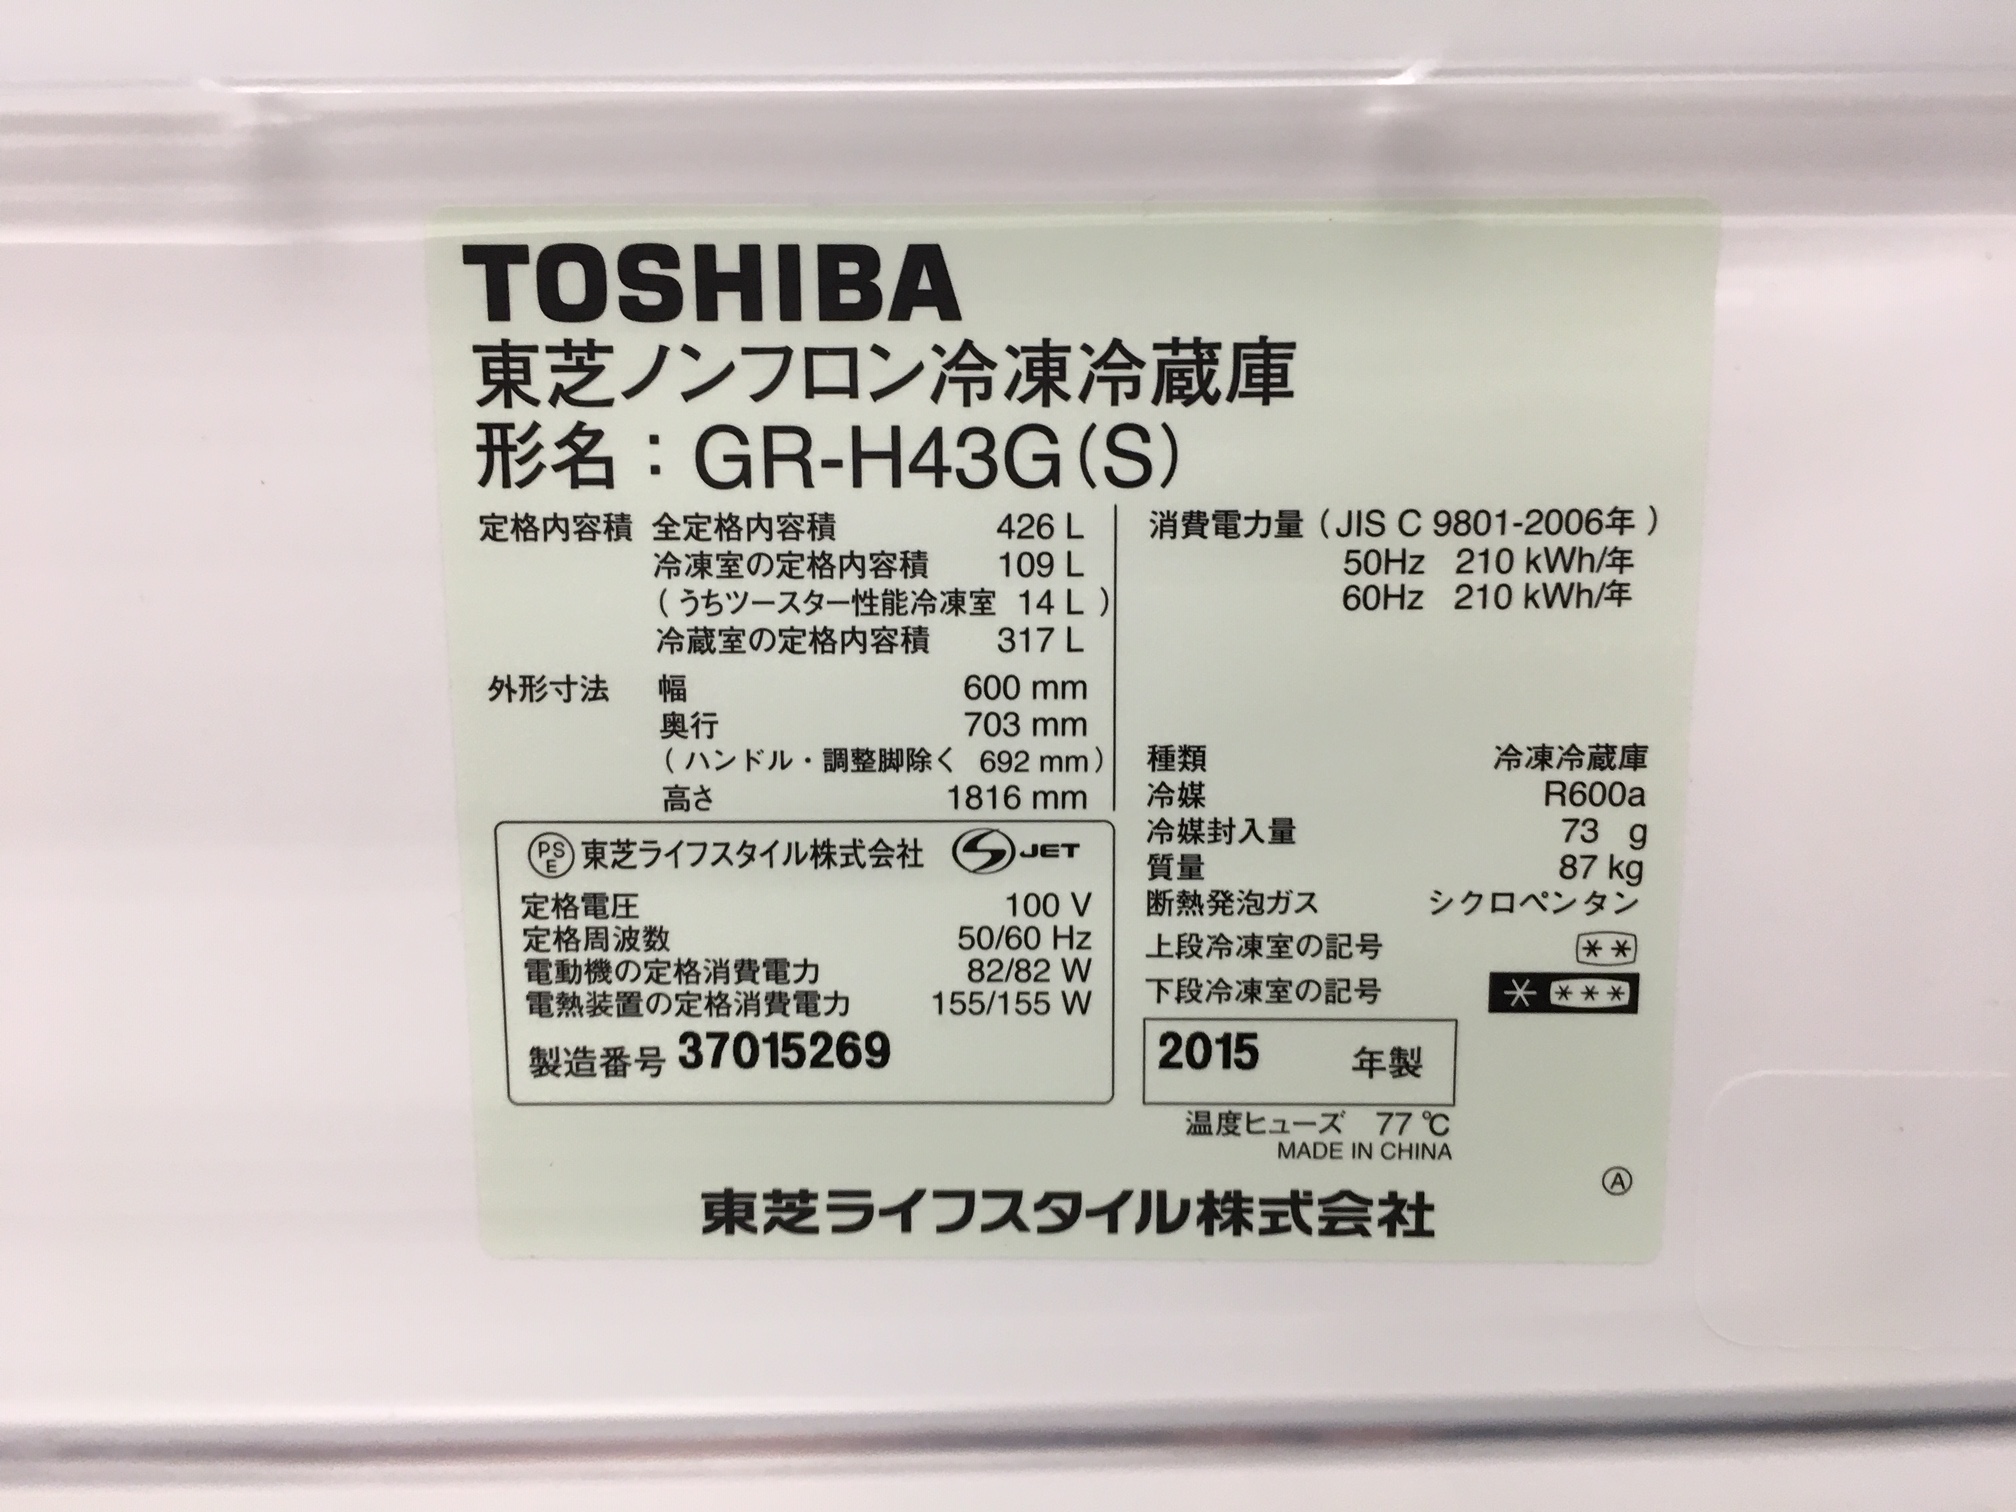 TOSHIBA
東芝ノンフロン冷凍冷蔵庫
形名：GR-H43G(S)
定格内容積 全定格内容積 426 L
冷凍室の定格内容積 109 L
(うちツースター性能冷凍室 14 L)
冷蔵室の定格内容積 317 L
外形寸法 幅 600 mm
奥行 703 mm
(ハンドル・調整脚除く 692 mm)
高さ 1816 mm
PSE 東芝ライフスタイル株式会社 S JET
定格電圧 100 V
定格周波数 50/60 Hz
電動機の定格消費電力 82/82 W
電熱装置の定格消費電力 155/155 W
製造番号 37015269
消費電力量(JIS C 9801-2006年)
50Hz 210 kWh/年
60Hz 210 kWh/年
種類 冷凍冷蔵庫
冷媒 R600a
冷媒封入量 73 g
質量 87 kg
断熱発泡ガス シクロペンタン
上段冷凍室の記号 **
下段冷凍室の記号 * ***
2015 年製
温度ヒューズ 77℃
MADE IN CHINA
Ⓐ
東芝ライフスタイル株式会社